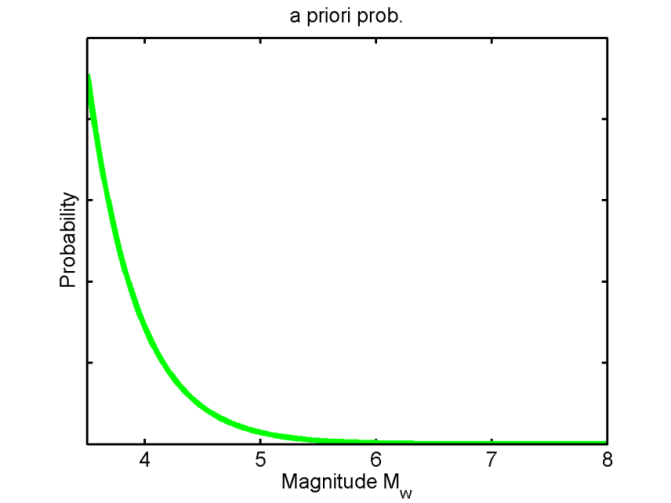 a priori prob.
Probability
4 5 6 7 8
Magnitude M_w